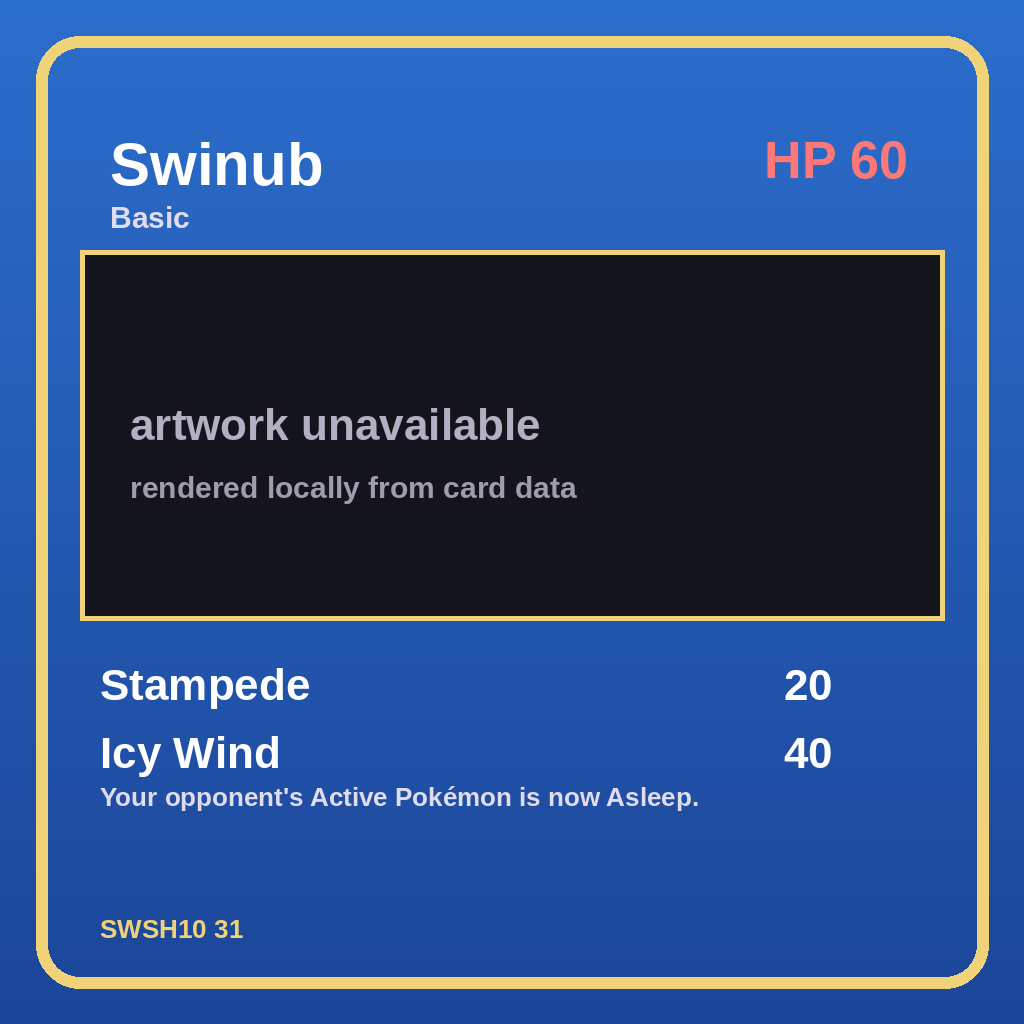 Swinub
HP 60
Basic
artwork unavailable
rendered locally from card data
Stampede 20
Icy Wind 40
Your opponent's Active Pokémon is now Asleep.
SWSH10 31